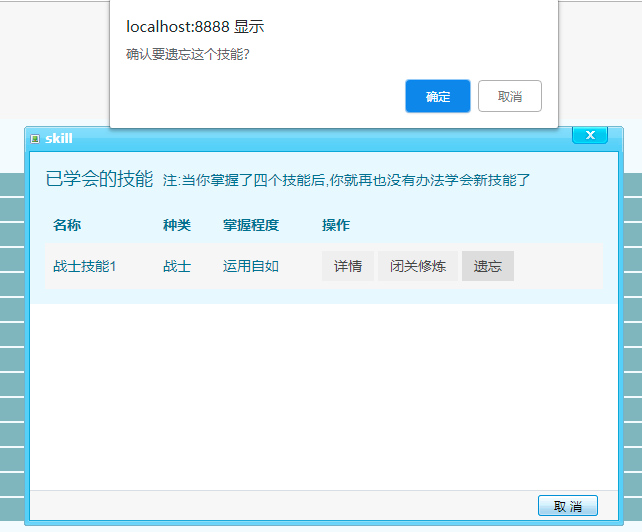 localhost:8888 显示
确认要遗忘这个技能?
确定 取消
skill
X
已学会的技能 注:当你掌握了四个技能后,你就再也没有办法学会新技能了
名称 种类 掌握程度 操作
战士技能1 战士 运用自如 详情 闭关修炼 遗忘
取 消